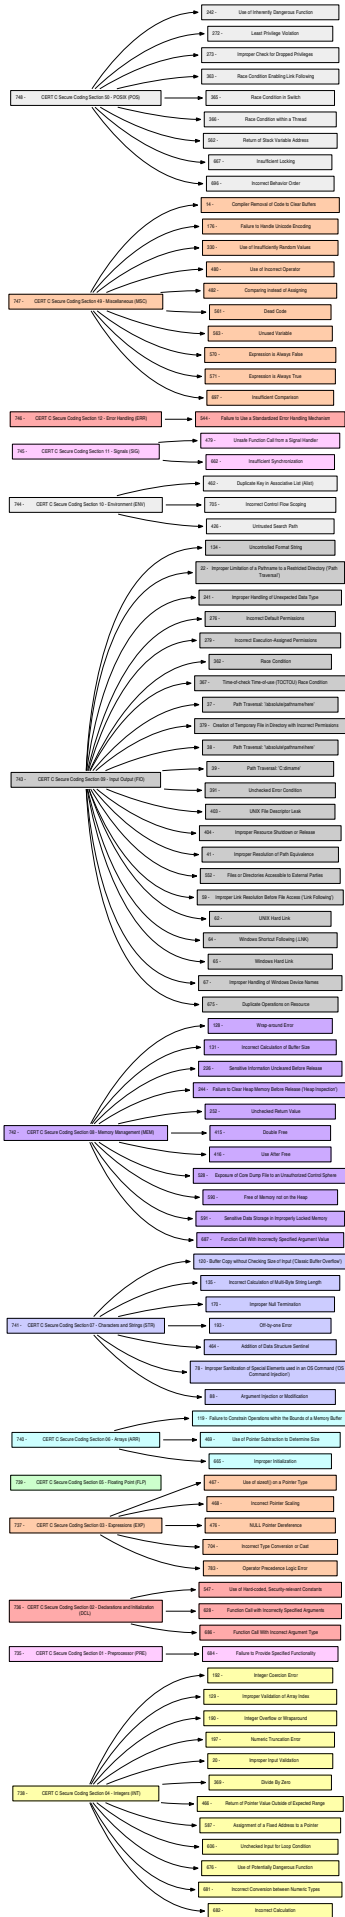 242 - Use of Inherently Dangerous Function
272 - Least Privilege Violation
273 - Improper Check for Dropped Privileges
363 - Race Condition Enabling Link Following
748 - CERT C Secure Coding Section 50 - POSIX (POS)
365 - Race Condition in Switch
366 - Race Condition within a Thread
562 - Return of Stack Variable Address
667 - Insufficient Locking
696 - Incorrect Behavior Order
14 - Compiler Removal of Code to Clear Buffers
176 - Failure to Handle Unicode Encoding
330 - Use of Insufficiently Random Values
480 - Use of Incorrect Operator
482 - Comparing instead of Assigning
747 - CERT C Secure Coding Section 49 - Miscellaneous (MSC)
561 - Dead Code
563 - Unused Variable
570 - Expression is Always False
571 - Expression is Always True
697 - Insufficient Comparison
746 - CERT C Secure Coding Section 12 - Error Handling (ERR)
544 - Failure to Use a Standardized Error Handling Mechanism
479 - Unsafe Function Call from a Signal Handler
745 - CERT C Secure Coding Section 11 - Signals (SIG)
662 - Insufficient Synchronization
462 - Duplicate Key in Associative List (Alist)
744 - CERT C Secure Coding Section 10 - Environment (ENV)
705 - Incorrect Control Flow Scoping
426 - Untrusted Search Path
134 - Uncontrolled Format String
22 - Improper Limitation of a Pathname to a Restricted Directory ('Path
Traversal')
241 - Improper Handling of Unexpected Data Type
276 - Incorrect Default Permissions
279 - Incorrect Execution-Assigned Permissions
362 - Race Condition
367 - Time-of-check Time-of-use (TOCTOU) Race Condition
37 - Path Traversal: '/absolute/pathname/here'
379 - Creation of Temporary File in Directory with Incorrect Permissions
38 - Path Traversal: '\absolute\pathname\here'
39 - Path Traversal: 'C:dirname'
743 - CERT C Secure Coding Section 09 - Input Output (FIO)
391 - Unchecked Error Condition
403 - UNIX File Descriptor Leak
404 - Improper Resource Shutdown or Release
41 - Improper Resolution of Path Equivalence
552 - Files or Directories Accessible to External Parties
59 - Improper Link Resolution Before File Access ('Link Following')
62 - UNIX Hard Link
64 - Windows Shortcut Following (.LNK)
65 - Windows Hard Link
67 - Improper Handling of Windows Device Names
675 - Duplicate Operations on Resource
128 - Wrap-around Error
131 - Incorrect Calculation of Buffer Size
226 - Sensitive Information Uncleared Before Release
244 - Failure to Clear Heap Memory Before Release ('Heap Inspection')
252 - Unchecked Return Value
742 - CERT C Secure Coding Section 08 - Memory Management (MEM)
415 - Double Free
416 - Use After Free
528 - Exposure of Core Dump File to an Unauthorized Control Sphere
590 - Free of Memory not on the Heap
591 - Sensitive Data Storage in Improperly Locked Memory
687 - Function Call With Incorrectly Specified Argument Value
120 - Buffer Copy without Checking Size of Input ('Classic Buffer Overflow')
135 - Incorrect Calculation of Multi-Byte String Length
170 - Improper Null Termination
741 - CERT C Secure Coding Section 07 - Characters and Strings (STR)
193 - Off-by-one Error
464 - Addition of Data Structure Sentinel
78 - Improper Sanitization of Special Elements used in an OS Command ('OS
Command Injection')
88 - Argument Injection or Modification
119 - Failure to Constrain Operations within the Bounds of a Memory Buffer
740 - CERT C Secure Coding Section 06 - Arrays (ARR)
469 - Use of Pointer Subtraction to Determine Size
665 - Improper Initialization
739 - CERT C Secure Coding Section 05 - Floating Point (FLP)
467 - Use of sizeof() on a Pointer Type
468 - Incorrect Pointer Scaling
737 - CERT C Secure Coding Section 03 - Expressions (EXP)
476 - NULL Pointer Dereference
704 - Incorrect Type Conversion or Cast
783 - Operator Precedence Logic Error
547 - Use of Hard-coded, Security-relevant Constants
736 - CERT C Secure Coding Section 02 - Declarations and Initialization
(DCL)
628 - Function Call with Incorrectly Specified Arguments
686 - Function Call With Incorrect Argument Type
735 - CERT C Secure Coding Section 01 - Preprocessor (PRE)
684 - Failure to Provide Specified Functionality
192 - Integer Coercion Error
129 - Improper Validation of Array Index
190 - Integer Overflow or Wraparound
197 - Numeric Truncation Error
20 - Improper Input Validation
369 - Divide By Zero
738 - CERT C Secure Coding Section 04 - Integers (INT)
466 - Return of Pointer Value Outside of Expected Range
587 - Assignment of a Fixed Address to a Pointer
606 - Unchecked Input for Loop Condition
676 - Use of Potentially Dangerous Function
681 - Incorrect Conversion between Numeric Types
682 - Incorrect Calculation